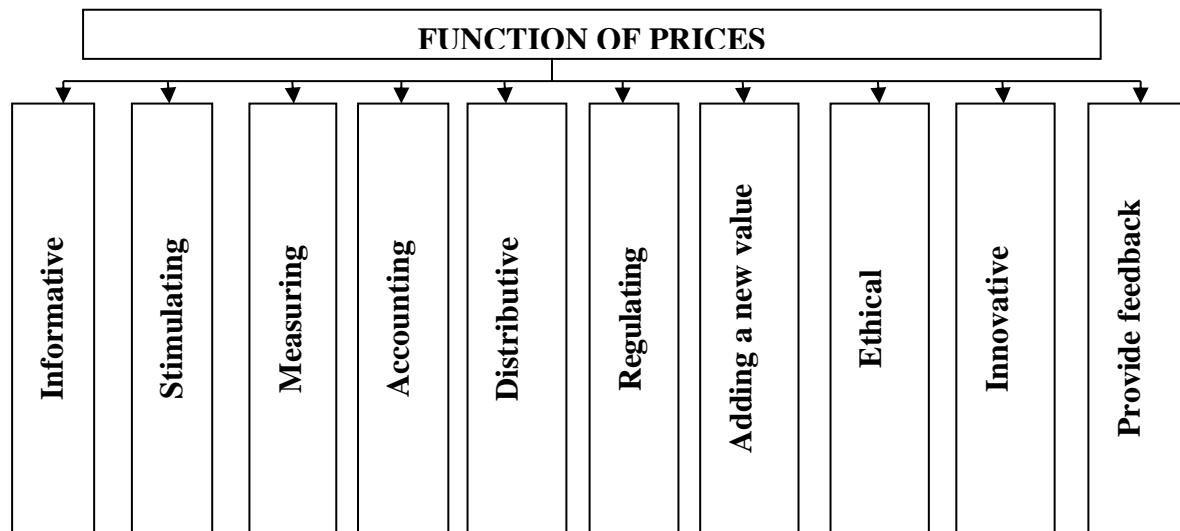 FUNCTION OF PRICES
Informative
Stimulating
Measuring
Accounting
Distributive
Regulating
Adding a new value
Ethical
Innovative
Provide feedback